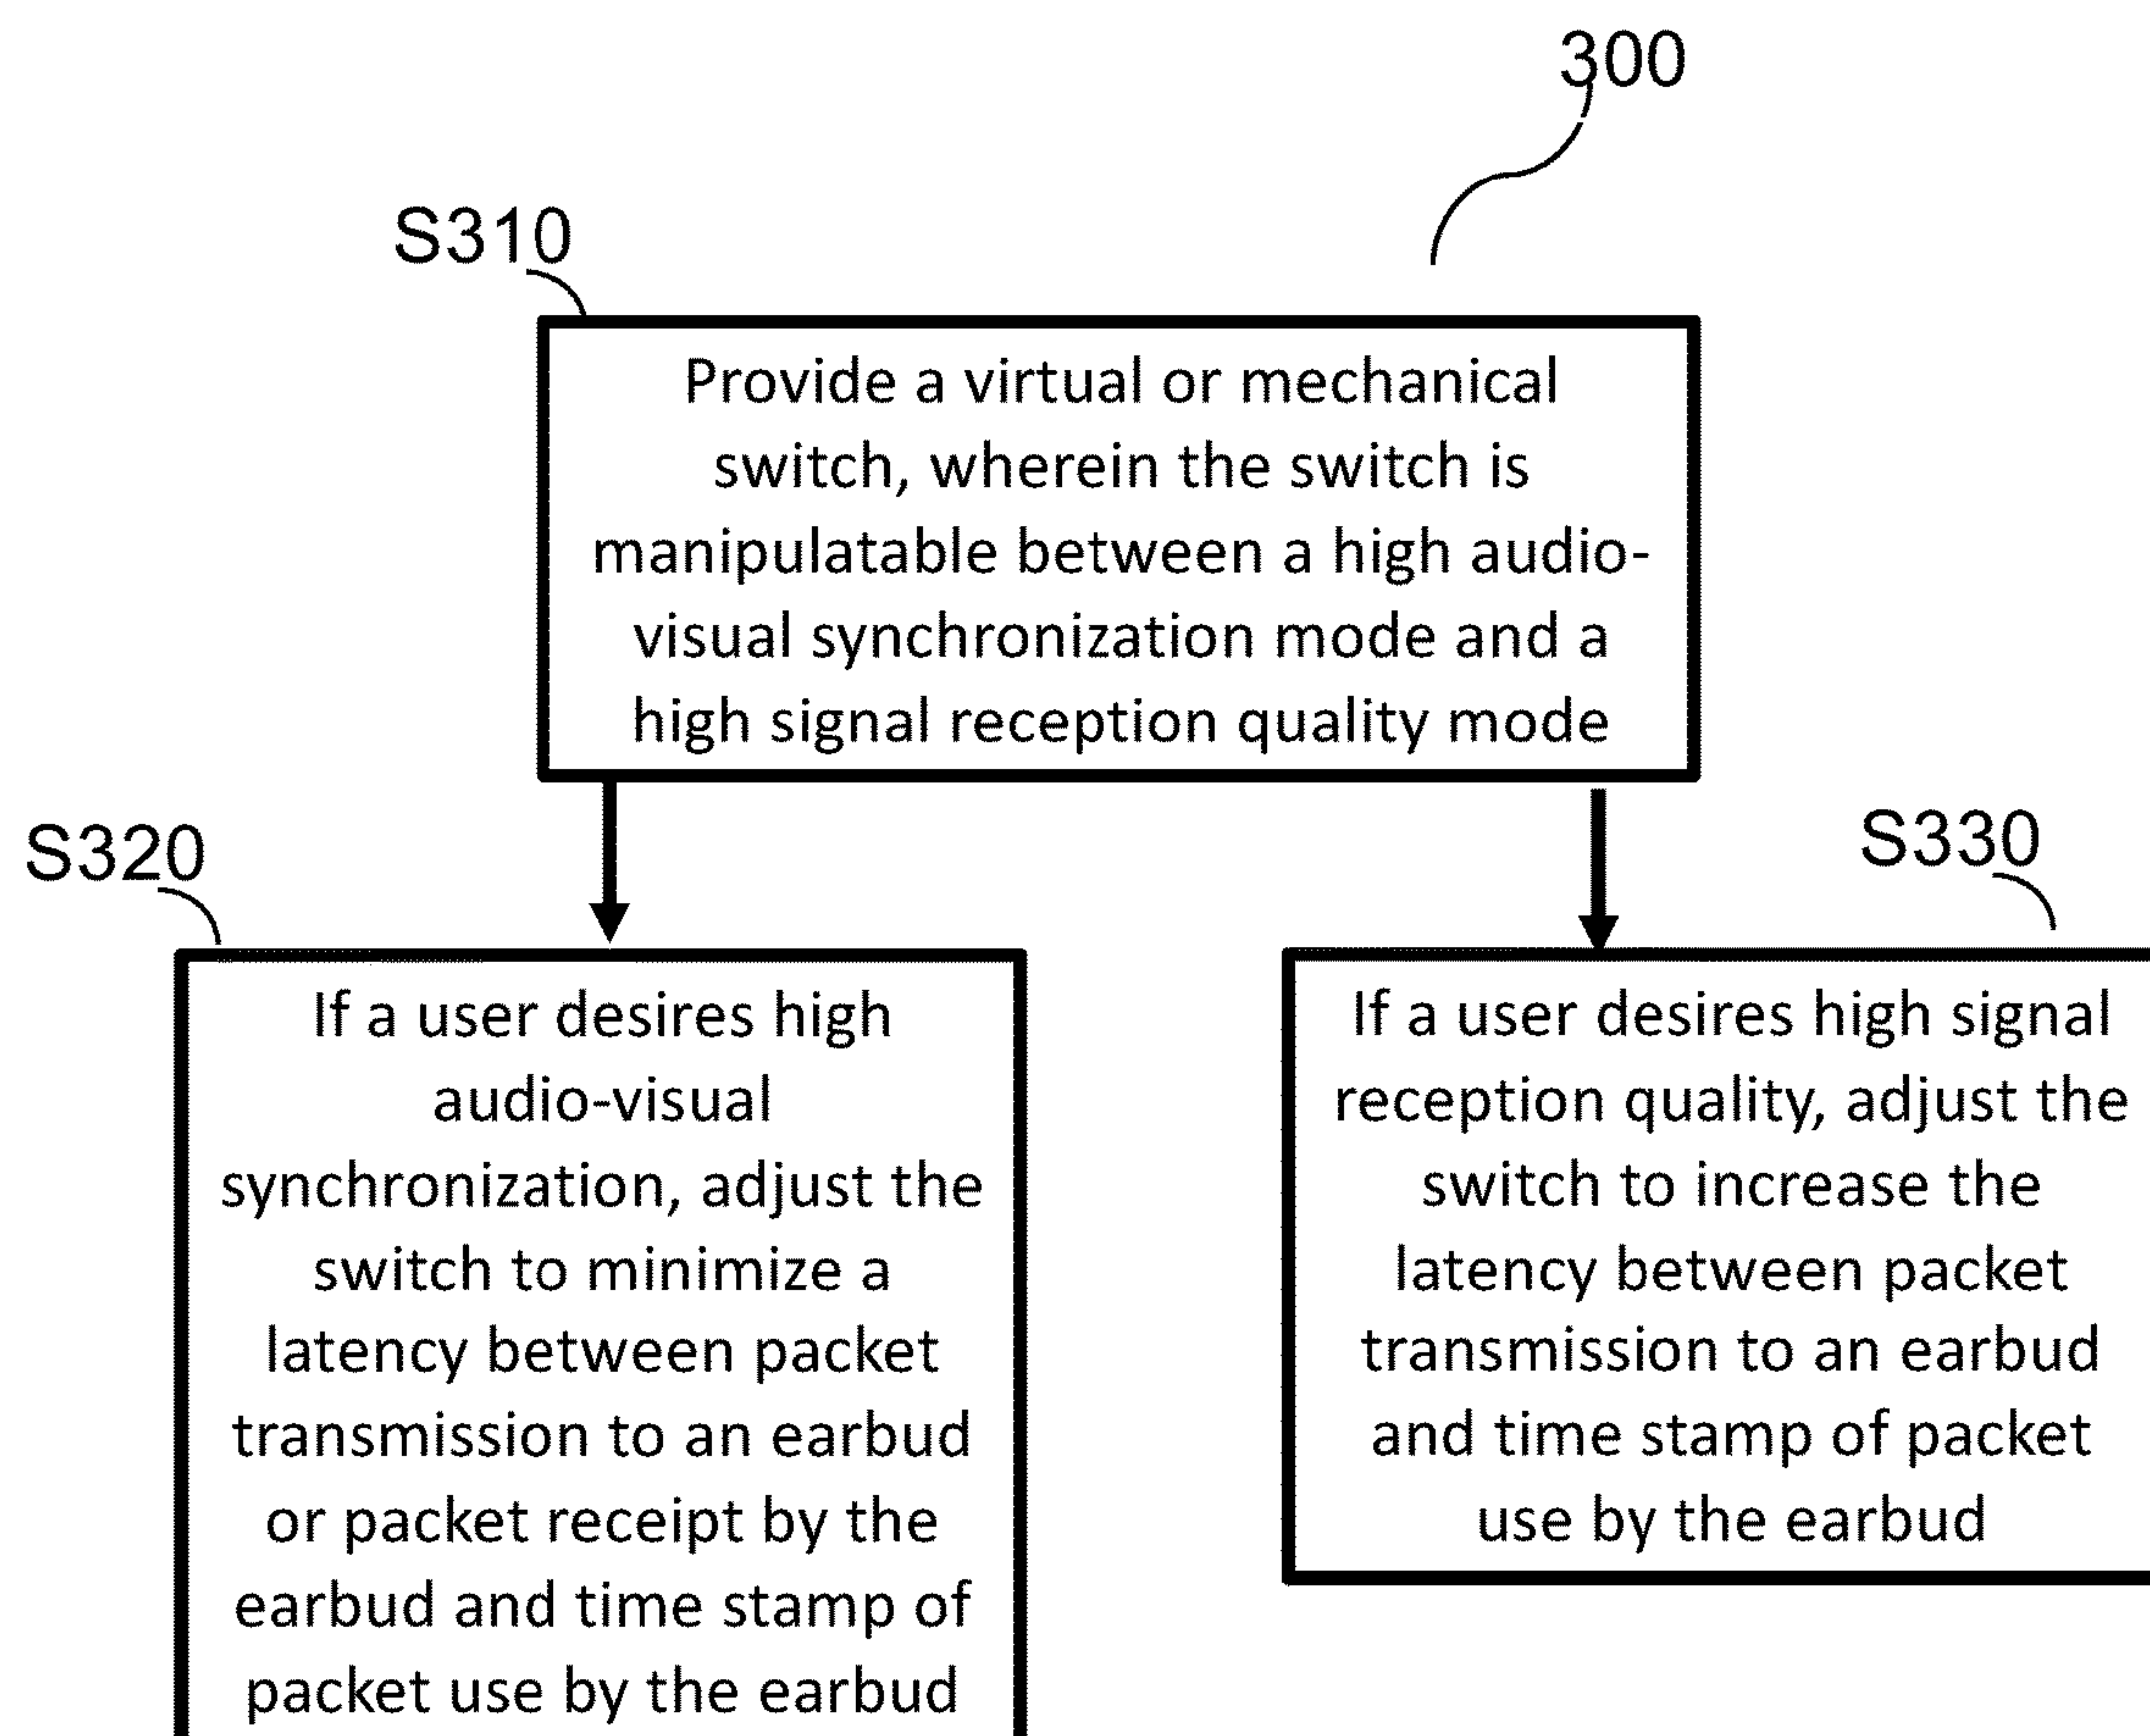 300
S310
Provide a virtual or mechanical
switch, wherein the switch is
manipulatable between a high audio-
visual synchronization mode and a
high signal reception quality mode
S320
If a user desires high
audio-visual
synchronization, adjust the
switch to minimize a
latency between packet
transmission to an earbud
or packet receipt by the
earbud and time stamp of
packet use by the earbud
S330
If a user desires high signal
reception quality, adjust the
switch to increase the
latency between packet
transmission to an earbud
and time stamp of packet
use by the earbud